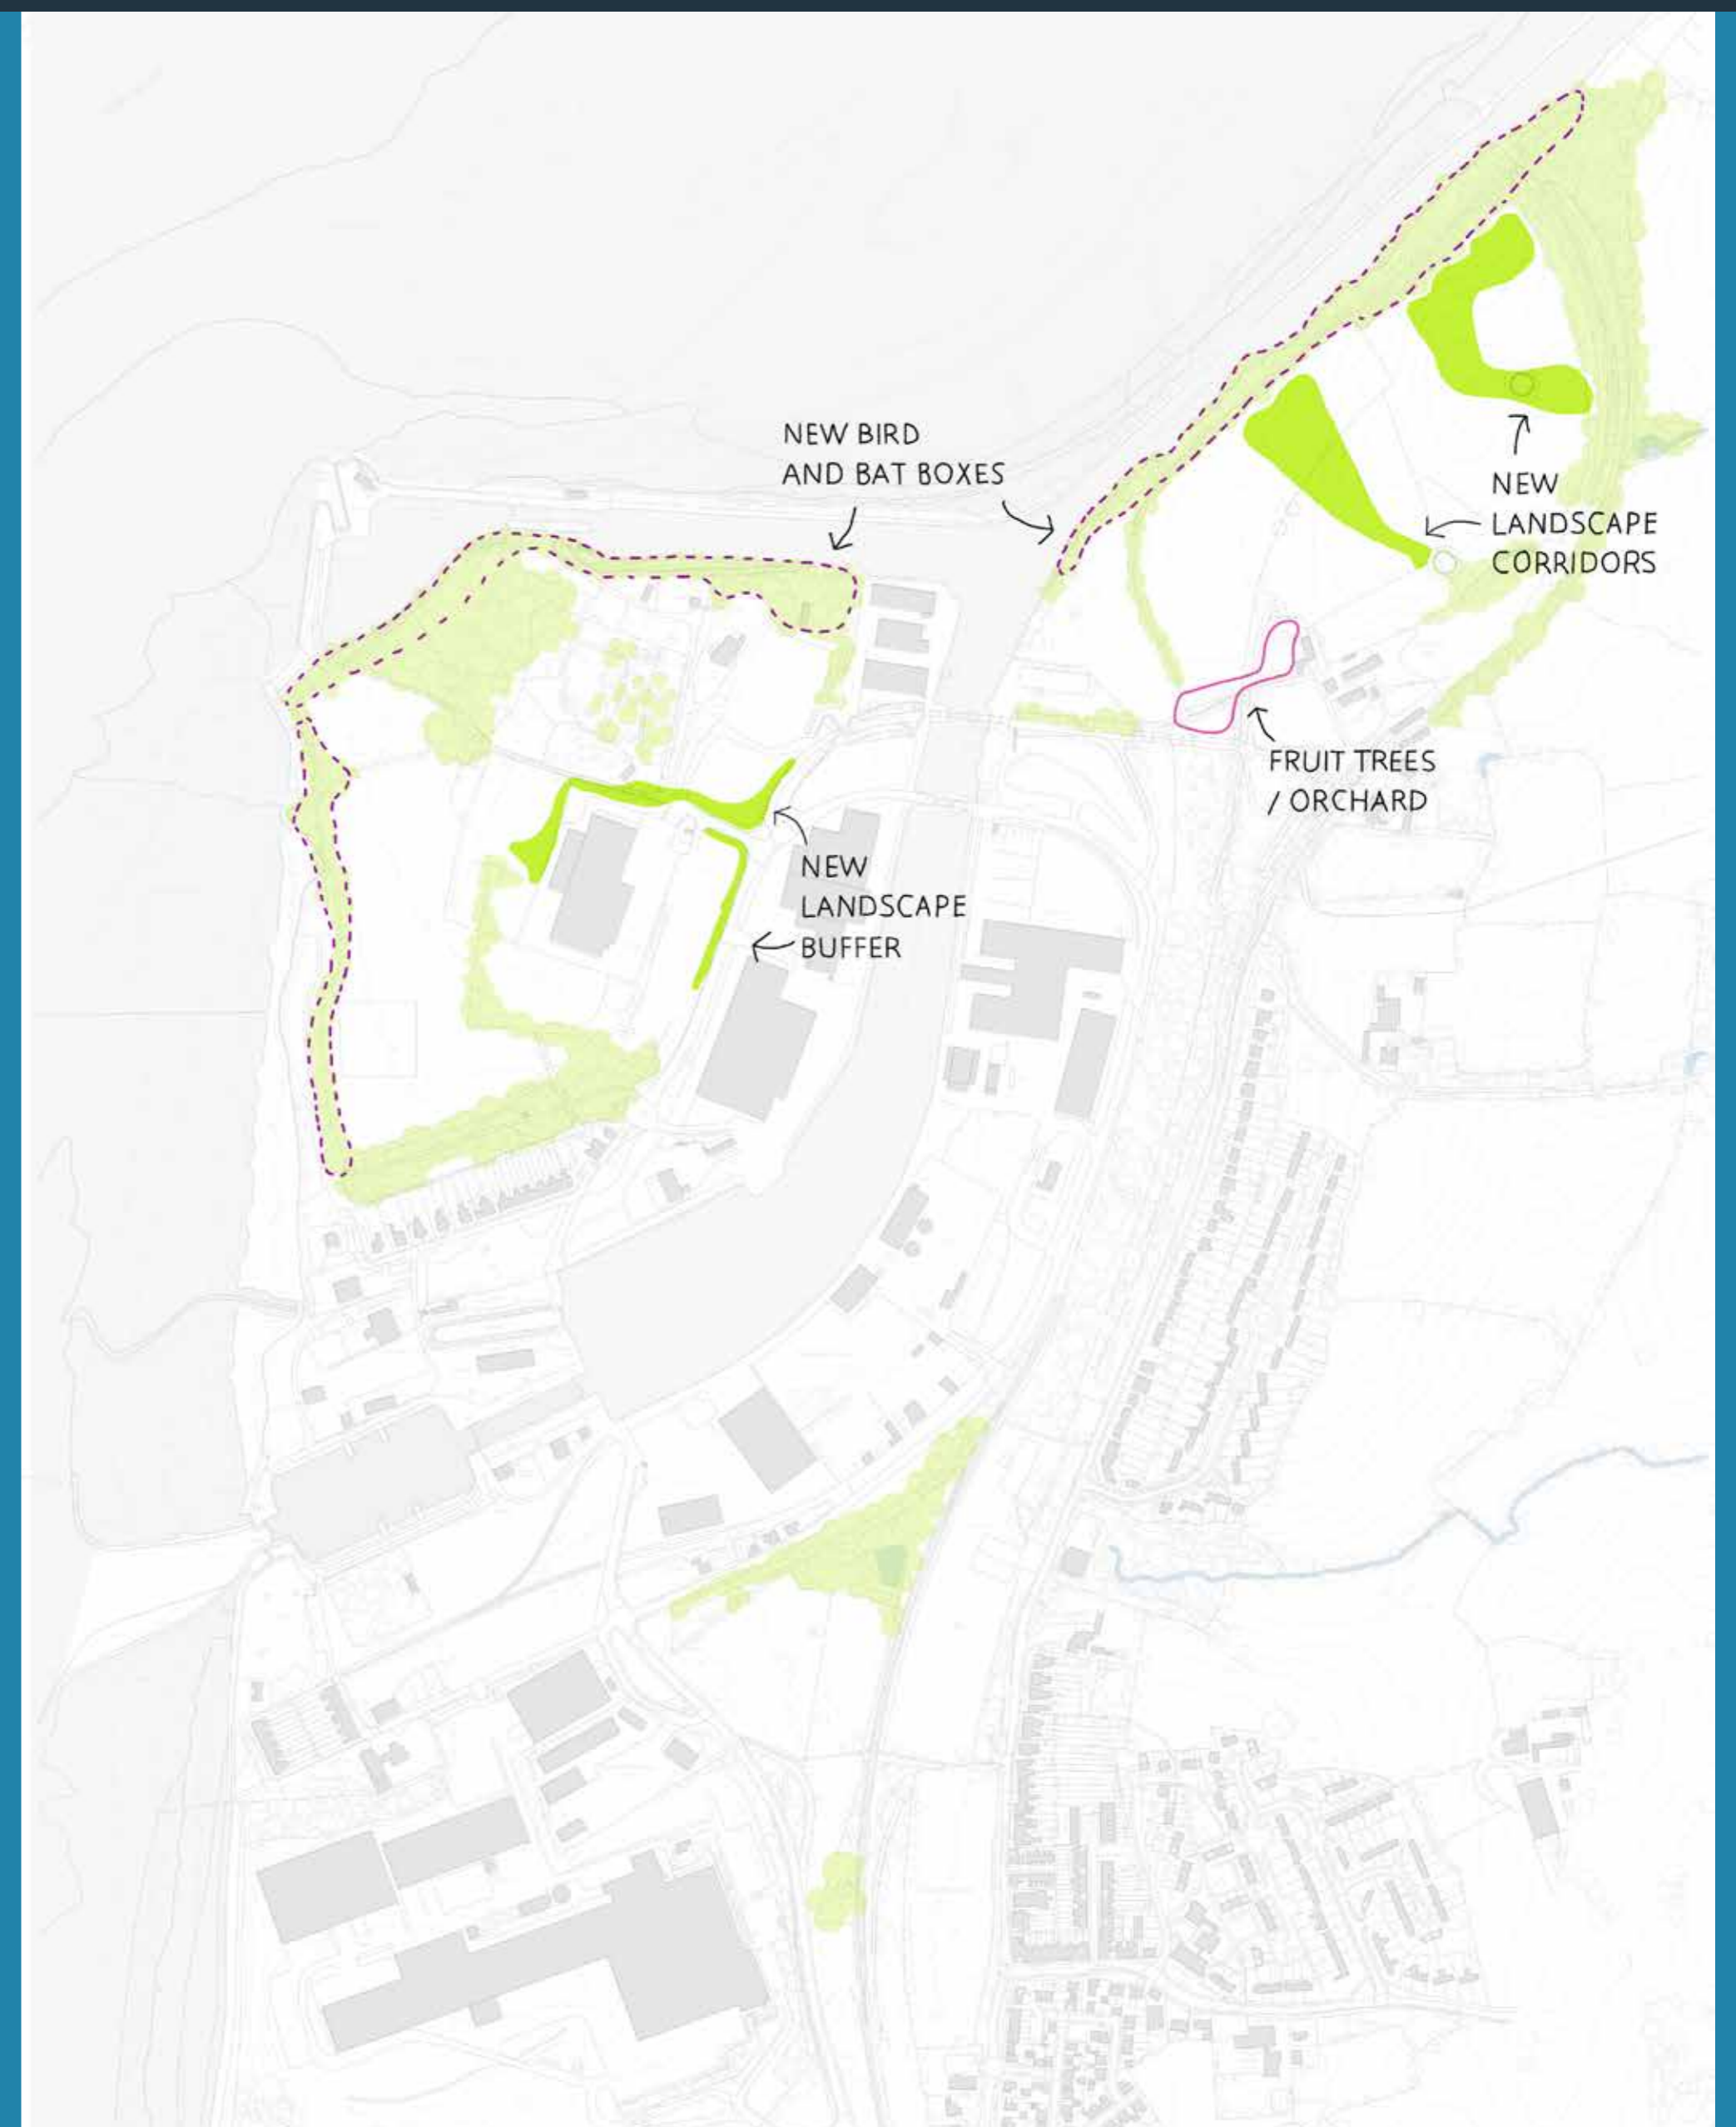 NEW BIRD
AND BAT BOXES
NEW
LANDSCAPE
CORRIDORS
FRUIT TREES
/ ORCHARD
NEW
LANDSCAPE
BUFFER